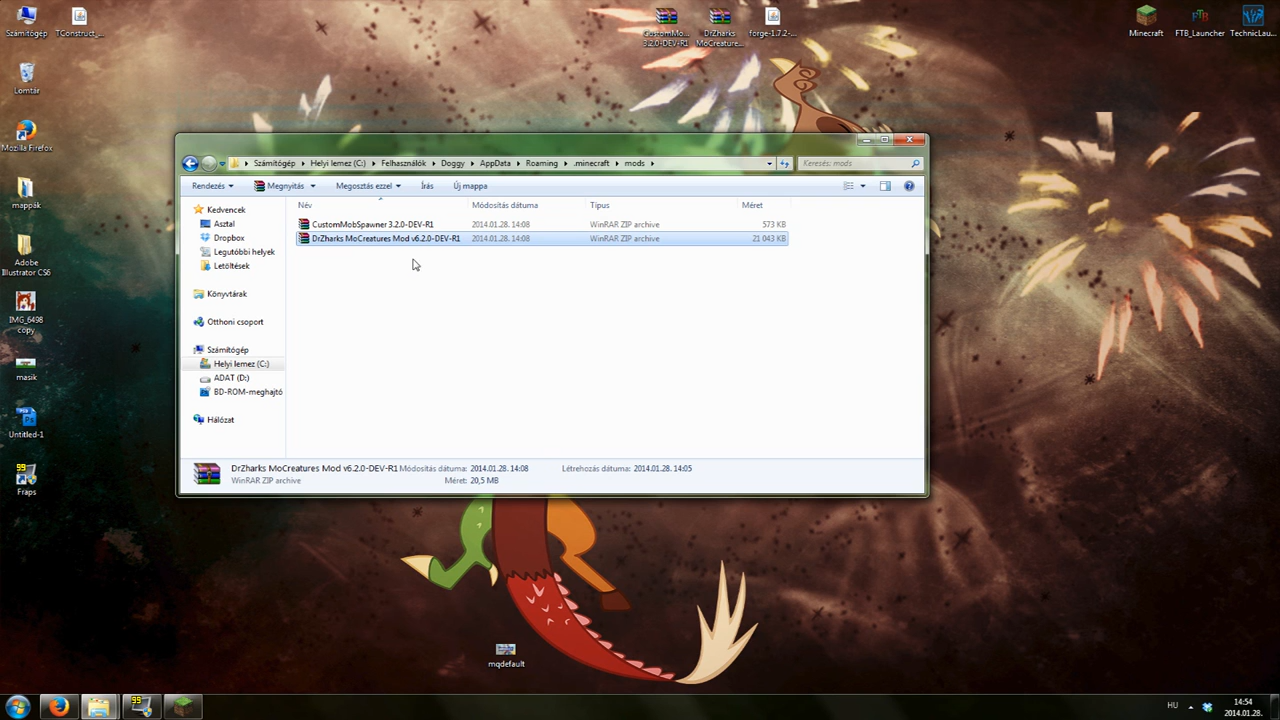 Számítógép
TConstruct_...
CustomMo...
3.2.0-DEV-R1
DrZharks
MoCreature...
forge-1.7.2-...
Minecraft
FTB_Launcher
TechnicLau...
Lomtár
Mozilla Firefox
mappák
Adobe
Illustrator CS6
IMG_6498
copy
masik
Untitled-1
99
Fraps
Számítógép
Helyi lemez (C:)
Felhasználók
Doggy
AppData
Roaming
.minecraft
mods
Keresés: mods
Rendezés
Megnyitás
Megosztás ezzel
Írás
Új mappa
Név
Módosítás dátuma
Típus
Méret
CustomMobSpawner 3.2.0-DEV-R1
2014.01.28. 14:08
WinRAR ZIP archive
573 KB
DrZharks MoCreatures Mod v6.2.0-DEV-R1
2014.01.28. 14:08
WinRAR ZIP archive
21 043 KB
Kedvencek
Asztal
Dropbox
Legutóbbi helyek
Letöltések
Könyvtárak
Otthoni csoport
Számítógép
Helyi lemez (C:)
ADAT (D:)
BD-ROM-meghajtó
Hálózat
DrZharks MoCreatures Mod v6.2.0-DEV-R1
Módosítás dátuma: 2014.01.28. 14:08
Létrehozás dátuma: 2014.01.28. 14:05
WinRAR ZIP archive
Méret: 20,5 MB
mqdefault
99
HU
14:54
2014.01.28.